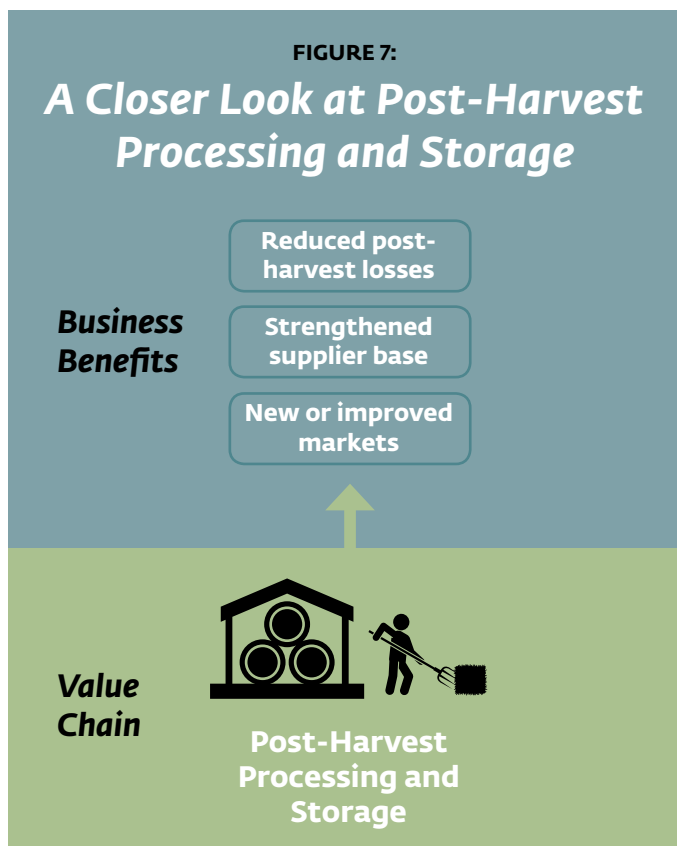 FIGURE 7:
A Closer Look at Post-Harvest
Processing and Storage
Business
Benefits
Reduced post-
harvest losses
Strengthened
supplier base
New or improved
markets
Value
Chain
Post-Harvest
Processing and
Storage